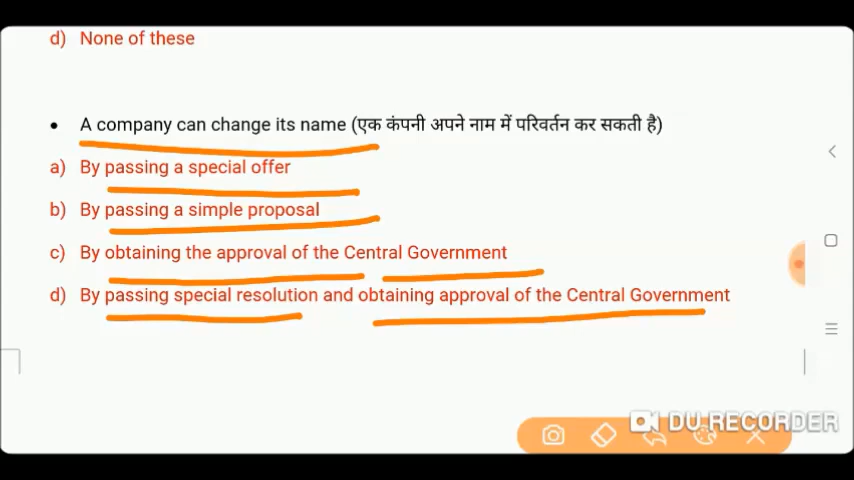 d) None of these
• A company can change its name (एक कंपनी अपने नाम में परिवर्तन कर सकती है)
a) By passing a special offer
b) By passing a simple proposal
c) By obtaining the approval of the Central Government
d) By passing special resolution and obtaining approval of the Central Government
DU RECORDER